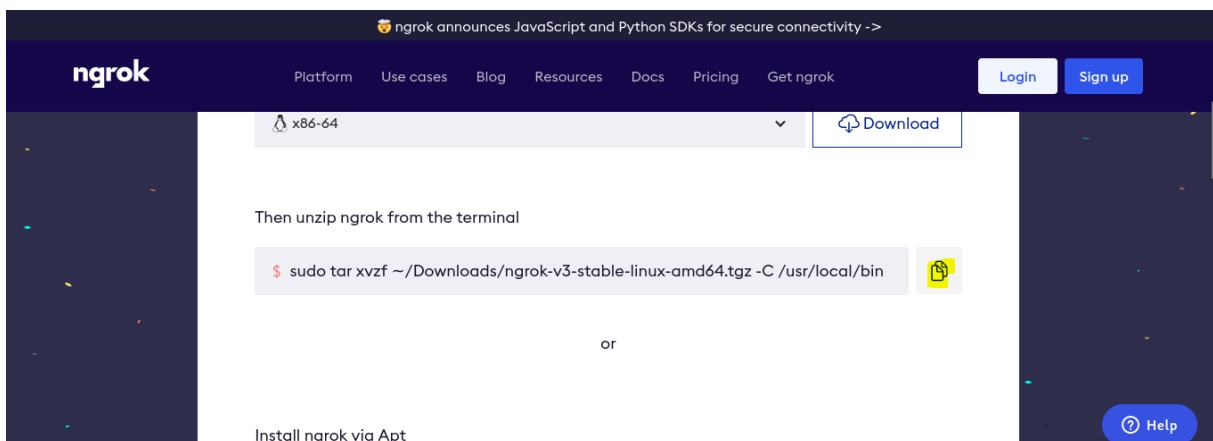 🤯 ngrok announces JavaScript and Python SDKs for secure connectivity ->
ngrok Platform Use cases Blog Resources Docs Pricing Get ngrok Login Sign up
x86-64 Download
Then unzip ngrok from the terminal
$ sudo tar xvzf ~/Downloads/ngrok-v3-stable-linux-amd64.tgz -C /usr/local/bin
or
Install ngrok via Apt
Help